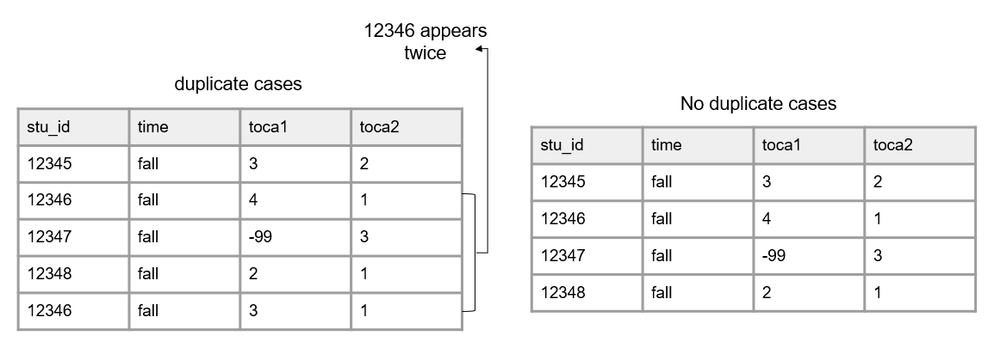 12346 appears
twice
duplicate cases
stu_id time toca1 toca2
12345 fall 3 2
12346 fall 4 1
12347 fall -99 3
12348 fall 2 1
12346 fall 3 1
No duplicate cases
stu_id time toca1 toca2
12345 fall 3 2
12346 fall 4 1
12347 fall -99 3
12348 fall 2 1